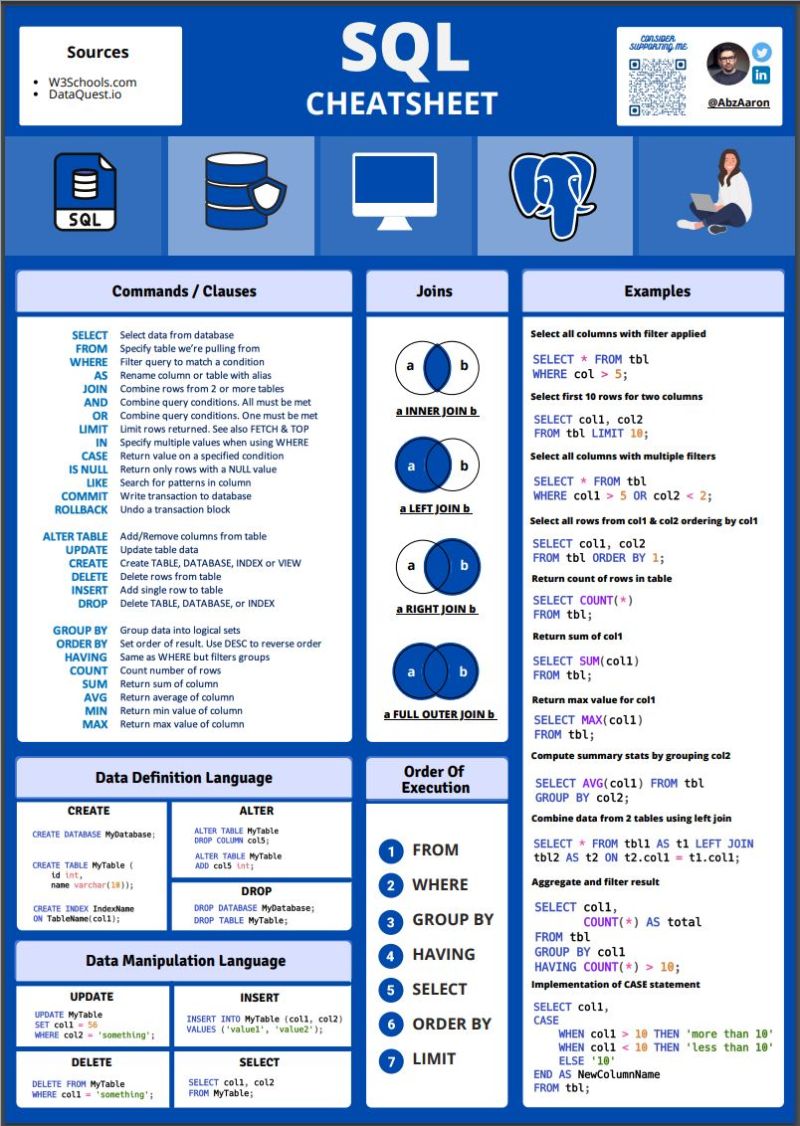 Sources
• W3Schools.com
• DataQuest.io
SQL
CHEATSHEET
CONSIDER
SUPPORTING ME
in
@AbzAaron
SQL
Commands / Clauses
SELECT Select data from database
FROM Specify table we're pulling from
WHERE Filter query to match a condition
AS Rename column or table with alias
JOIN Combine rows from 2 or more tables
AND Combine query conditions. All must be met
OR Combine query conditions. One must be met
LIMIT Limit rows returned. See also FETCH & TOP
IN Specify multiple values when using WHERE
CASE Return value on a specified condition
IS NULL Return only rows with a NULL value
LIKE Search for patterns in column
COMMIT Write transaction to database
ROLLBACK Undo a transaction block
ALTER TABLE Add/Remove columns from table
UPDATE Update table data
CREATE Create TABLE, DATABASE, INDEX or VIEW
DELETE Delete rows from table
INSERT Add single row to table
DROP Delete TABLE, DATABASE, or INDEX
GROUP BY Group data into logical sets
ORDER BY Set order of result. Use DESC to reverse order
HAVING Same as WHERE but filters groups
COUNT Count number of rows
SUM Return sum of column
AVG Return average of column
MIN Return min value of column
MAX Return max value of column
Joins
a b
a INNER JOIN b
a b
a LEFT JOIN b
a b
a RIGHT JOIN b
a b
a FULL OUTER JOIN b
Examples
Select all columns with filter applied
SELECT * FROM tbl
WHERE col > 5;
Select first 10 rows for two columns
SELECT col1, col2
FROM tbl LIMIT 10;
Select all columns with multiple filters
SELECT * FROM tbl
WHERE col1 > 5 OR col2 < 2;
Select all rows from col1 & col2 ordering by col1
SELECT col1, col2
FROM tbl ORDER BY 1;
Return count of rows in table
SELECT COUNT(*)
FROM tbl;
Return sum of col1
SELECT SUM(col1)
FROM tbl;
Return max value for col1
SELECT MAX(col1)
FROM tbl;
Compute summary stats by grouping col2
SELECT AVG(col1) FROM tbl
GROUP BY col2;
Combine data from 2 tables using left join
SELECT * FROM tbl1 AS t1 LEFT JOIN
tbl2 AS t2 ON t2.col1 = t1.col1;
Aggregate and filter result
SELECT col1,
COUNT(*) AS total
FROM tbl
GROUP BY col1
HAVING COUNT(*) > 10;
Implementation of CASE statement
SELECT col1,
CASE
WHEN col1 > 10 THEN 'more than 10'
WHEN col1 < 10 THEN 'less than 10'
ELSE '10'
END AS NewColumnName
FROM tbl;
Data Definition Language
CREATE
CREATE DATABASE MyDatabase;
CREATE TABLE MyTable (
id int,
name varchar(10));
CREATE INDEX IndexName
ON TableName(col1);
ALTER
ALTER TABLE MyTable
DROP COLUMN col5;
ALTER TABLE MyTable
ADD col5 int;
DROP
DROP DATABASE MyDatabase;
DROP TABLE MyTable;
Data Manipulation Language
UPDATE
UPDATE MyTable
SET col1 = 56
WHERE col2 = 'something';
INSERT
INSERT INTO MyTable (col1, col2)
VALUES ('value1', 'value2');
DELETE
DELETE FROM MyTable
WHERE col1 = 'something';
SELECT
SELECT col1, col2
FROM MyTable;
Order Of
Execution
1 FROM
2 WHERE
3 GROUP BY
4 HAVING
5 SELECT
6 ORDER BY
7 LIMIT